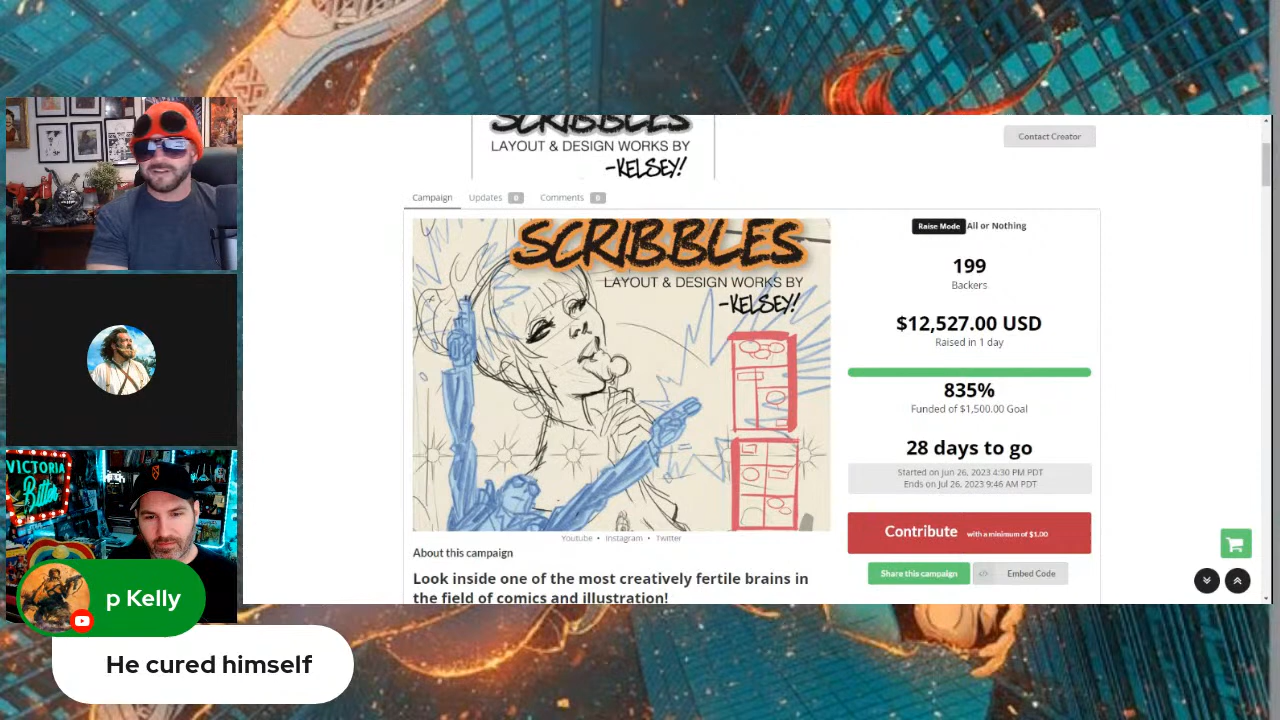 SCRIBBLES
LAYOUT & DESIGN WORKS BY
-KELSEY!
Contact Creator
Campaign
Updates 0
Comments 0
SCRIBBLES
LAYOUT & DESIGN WORKS BY
-KELSEY!
Youtube • Instagram • Twitter
About this campaign
Look inside one of the most creatively fertile brains in
the field of comics and illustration!
Raise Mode All or Nothing
199
Backers
$12,527.00 USD
Raised in 1 day
835%
Funded of $1,500.00 Goal
28 days to go
Started on Jun 26, 2023 4:30 PM PDT
Ends on Jul 26, 2023 9:46 AM PDT
Contribute with a minimum of $1.00
Share this campaign
</> Embed Code
VICTORIA
Bitter
p Kelly
He cured himself